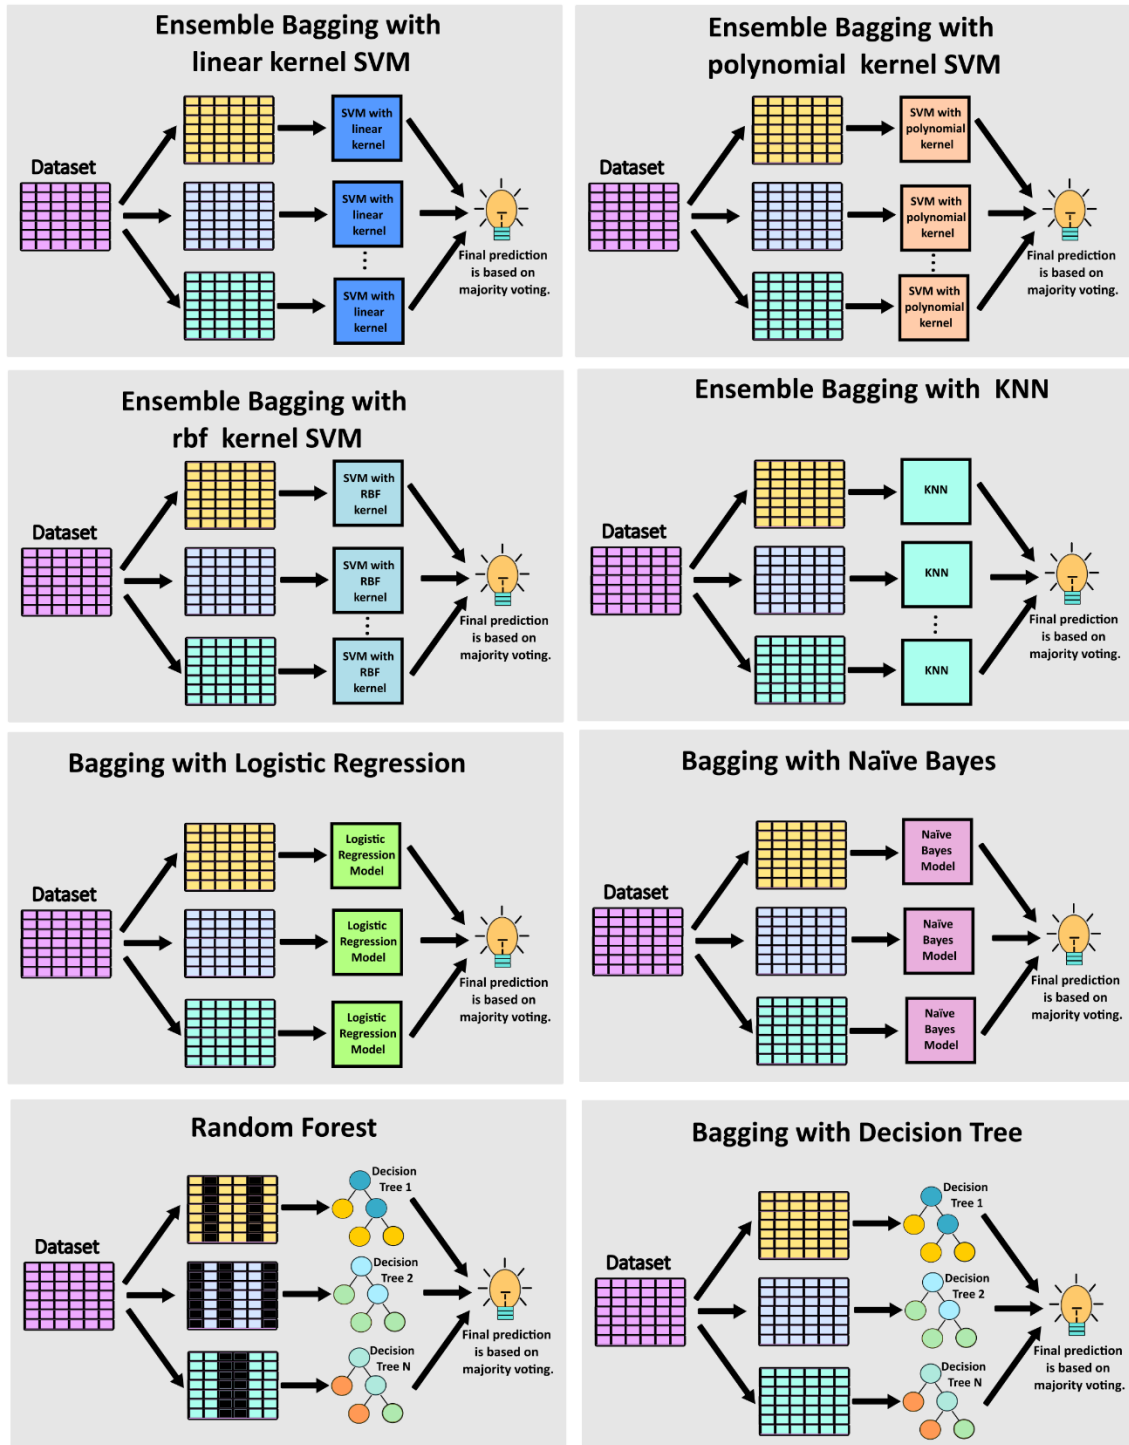 Ensemble Bagging with
linear kernel SVM
Dataset
SVM with
linear
kernel
SVM with
linear
kernel
SVM with
linear
kernel
Final prediction
is based on
majority voting.
Ensemble Bagging with
polynomial kernel SVM
Dataset
SVM with
polynomial
kernel
SVM with
polynomial
kernel
SVM with
polynomial
kernel
Final prediction
is based on
majority voting.
Ensemble Bagging with
rbf kernel SVM
Dataset
SVM with
RBF
kernel
SVM with
RBF
kernel
SVM with
RBF
kernel
Final prediction
is based on
majority voting.
Ensemble Bagging with KNN
Dataset
KNN
KNN
KNN
Final prediction
is based on
majority voting.
Bagging with Logistic Regression
Dataset
Logistic
Regression
Model
Logistic
Regression
Model
Logistic
Regression
Model
Final prediction
is based on
majority voting.
Bagging with Naïve Bayes
Dataset
Naïve
Bayes
Model
Naïve
Bayes
Model
Naïve
Bayes
Model
Final prediction
is based on
majority voting.
Random Forest
Dataset
Decision
Tree 1
Decision
Tree 2
Decision
Tree N
Final prediction
is based on
majority voting.
Bagging with Decision Tree
Dataset
Decision
Tree 1
Decision
Tree 2
Decision
Tree N
Final prediction
is based on
majority voting.